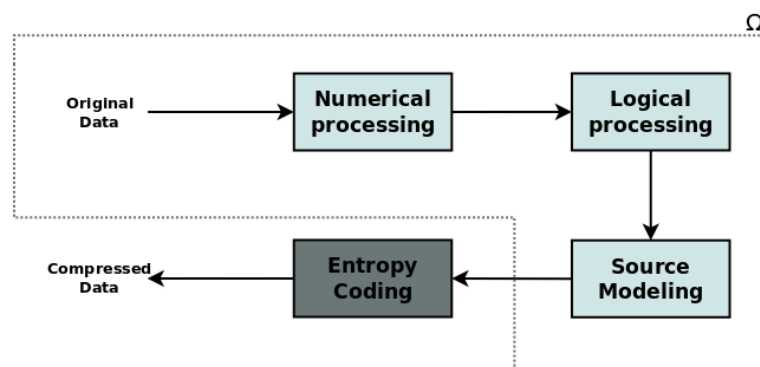 Ω
Original
Data
Numerical
processing
Logical
processing
Compressed
Data
Entropy
Coding
Source
Modeling